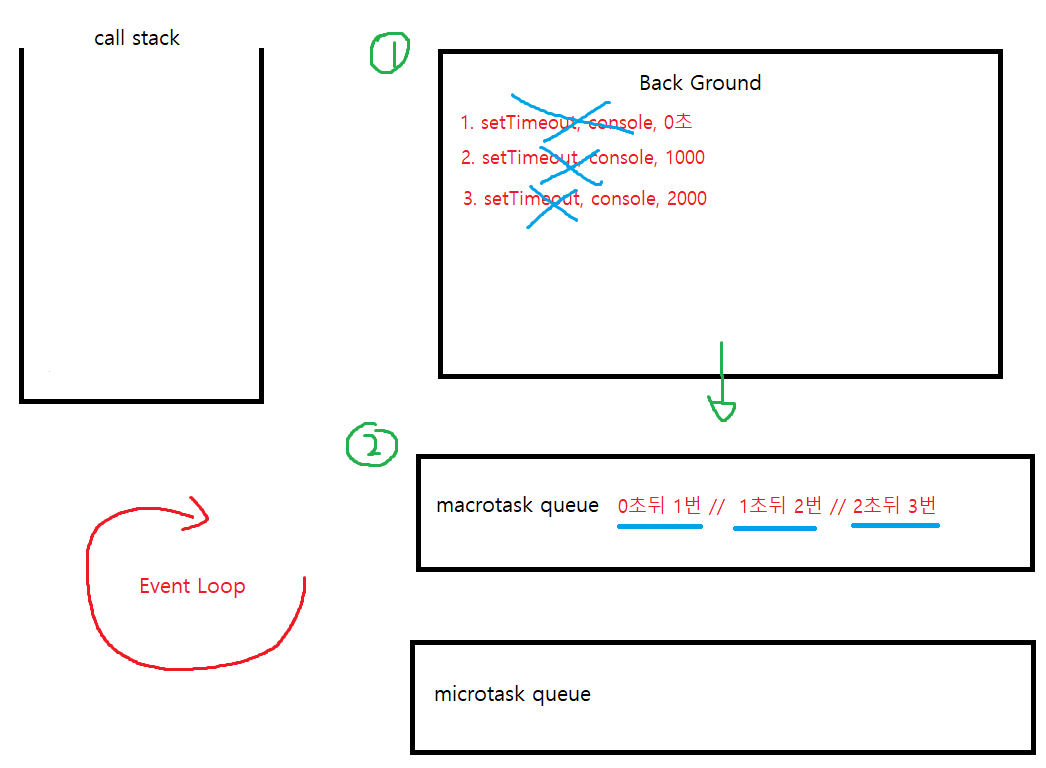 call stack
①
Back Ground
1. setTimeout, console, 0초
2. setTimeout, console, 1000
3. setTimeout, console, 2000
②
macrotask queue 0초뒤 1번 // 1초뒤 2번 // 2초뒤 3번
Event Loop
microtask queue